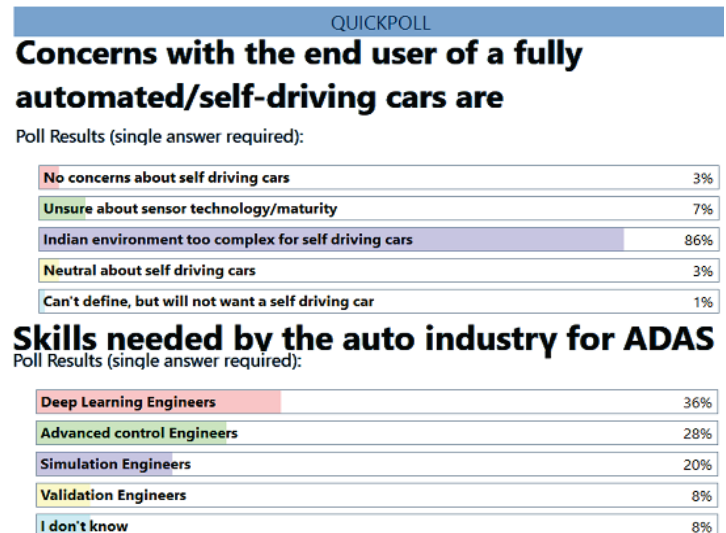 QUICKPOLL
Concerns with the end user of a fully
automated/self-driving cars are
Poll Results (single answer required):
No concerns about self driving cars 3%
Unsure about sensor technology/maturity 7%
Indian environment too complex for self driving cars 86%
Neutral about self driving cars 3%
Can't define, but will not want a self driving car 1%
Skills needed by the auto industry for ADAS
Poll Results (single answer required):
Deep Learning Engineers 36%
Advanced control Engineers 28%
Simulation Engineers 20%
Validation Engineers 8%
I don't know 8%